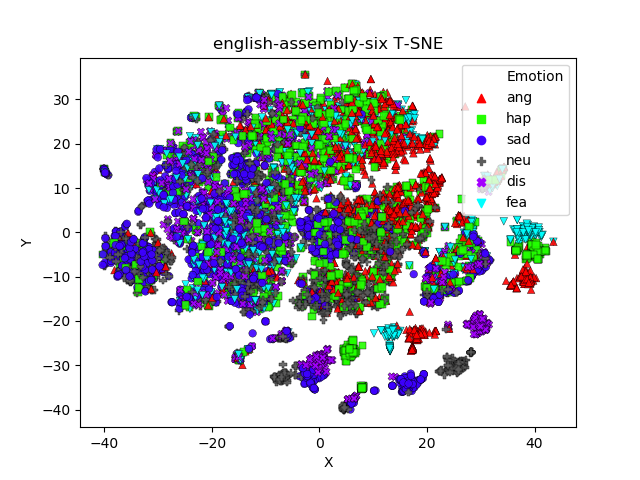 english-assembly-six T-SNE
Emotion
ang
hap
sad
neu
dis
fea
30
20
10
0
−10
−20
−30
−40
Y
−40
−20
0
20
40
X